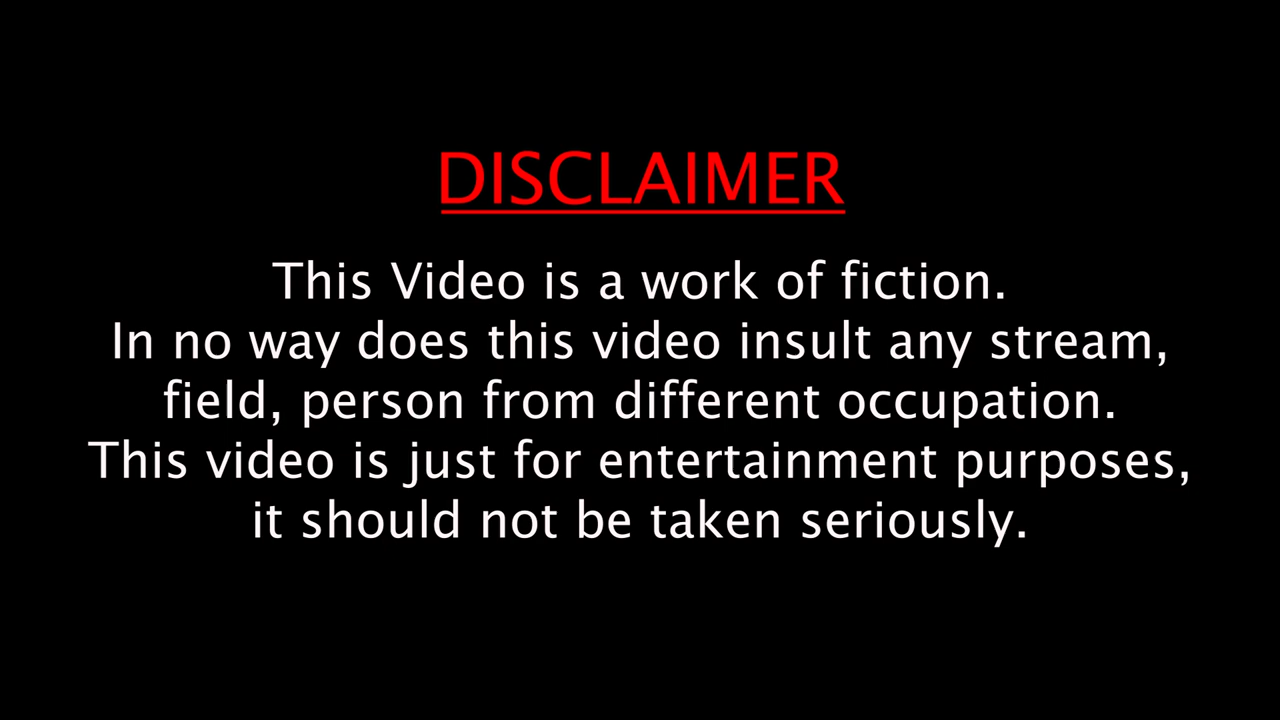 DISCLAIMER
This Video is a work of fiction.
In no way does this video insult any stream,
field, person from different occupation.
This video is just for entertainment purposes,
it should not be taken seriously.